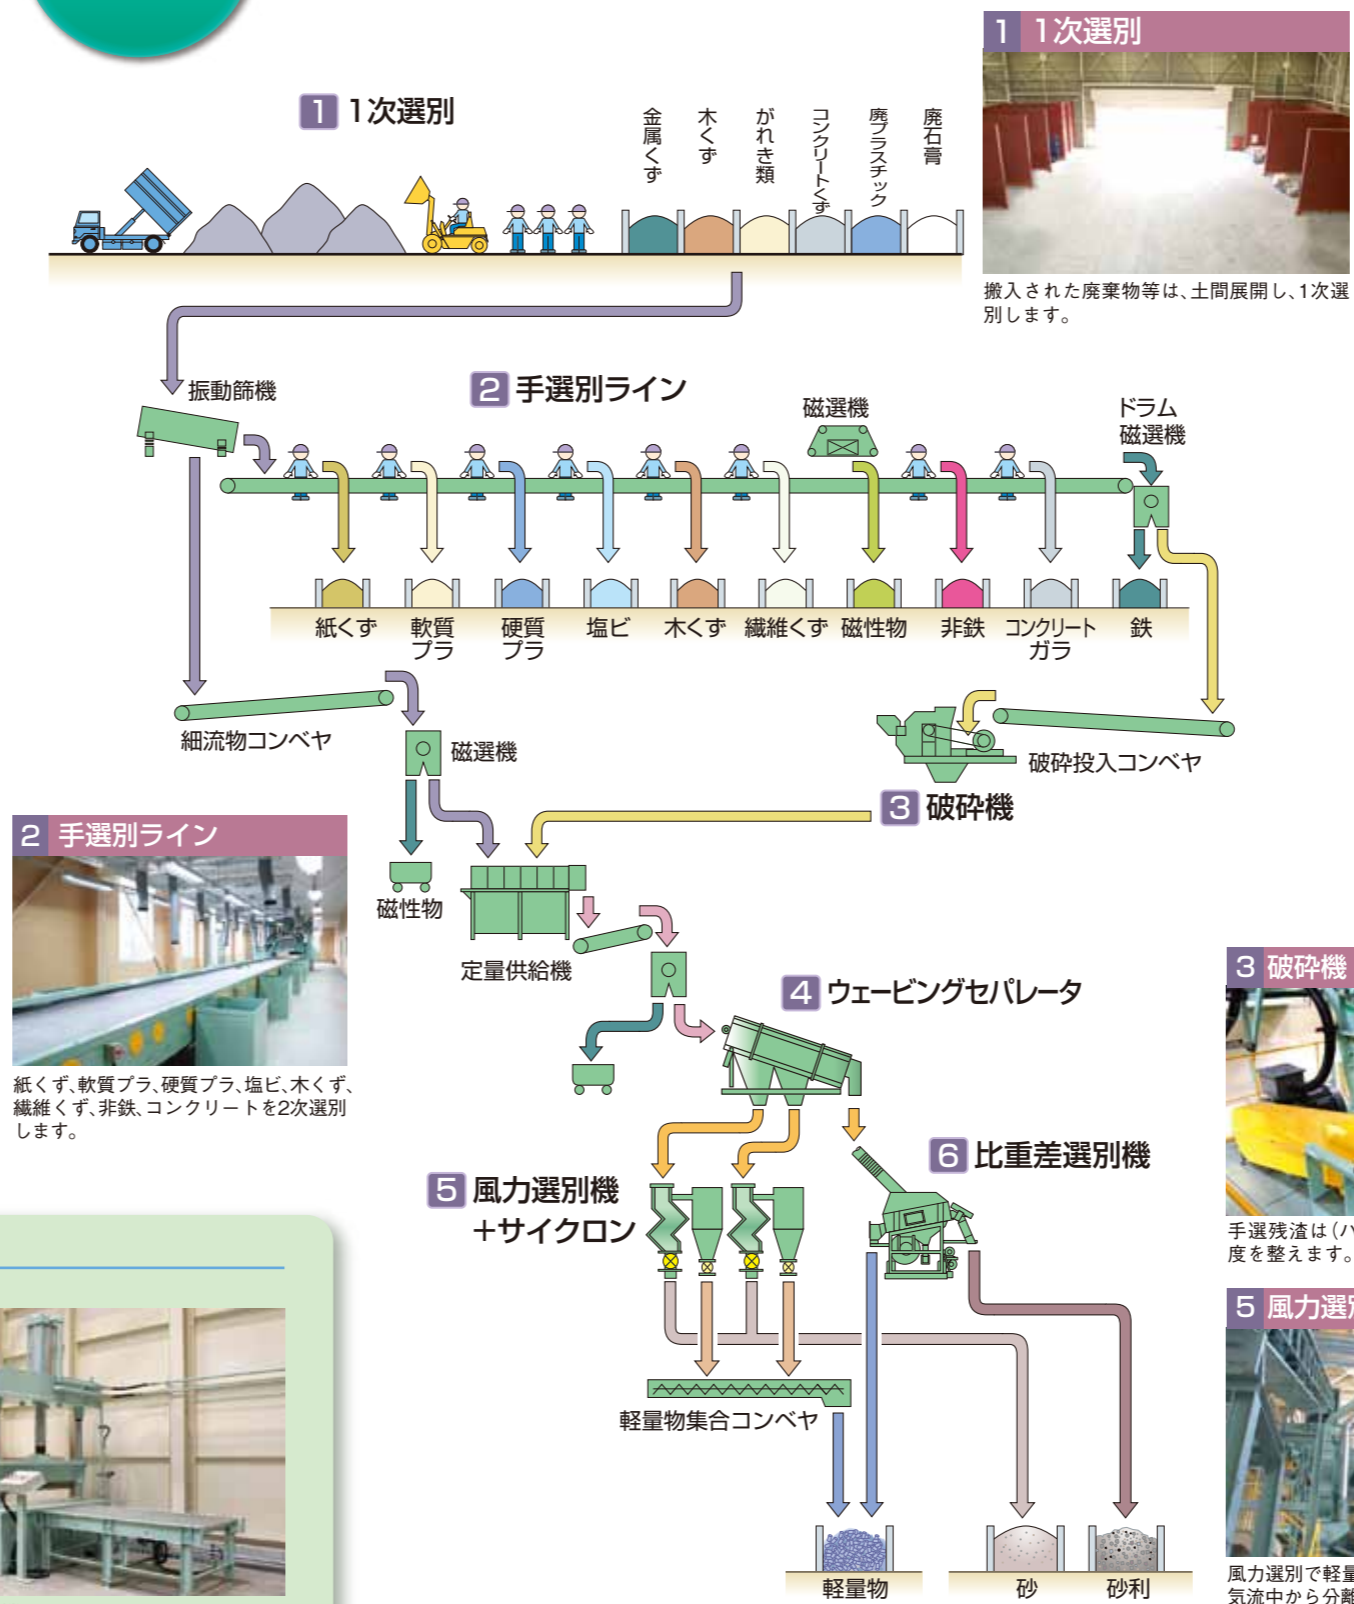 1 1次選別
搬入された廃棄物等は、土間展開し、1次選
別します。
1 1次選別
金属くず
木くず
がれき類
コンクリートくず
廃プラスチック
廃石膏
振動篩機
2 手選別ライン
磁選機
ドラム
磁選機
紙くず
軟質
プラ
硬質
プラ
塩ビ
木くず
繊維くず
磁性物
非鉄
コンクリート
ガラ
鉄
細流物コンベヤ
磁選機
破砕投入コンベヤ
3 破砕機
2 手選別ライン
紙くず、軟質プラ、硬質プラ、塩ビ、木くず、
繊維くず、非鉄、コンクリートを2次選別
します。
磁性物
定量供給機
4 ウェービングセパレータ
3 破砕機
手選残渣は(ハ
度を整えます。
5 風力選別機
+サイクロン
6 比重差選別機
5 風力選
風力選別で軽量
気流中から分離
軽量物集合コンベヤ
軽量物
砂
砂利